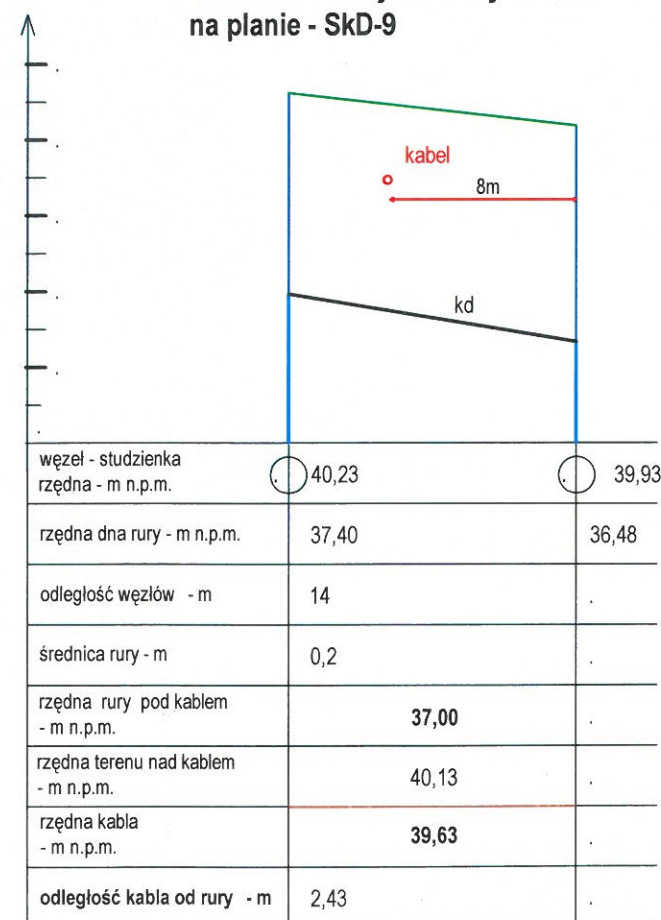 na planie - SkD-9
kabel
8m
kd
węzeł - studzienka
rzędna - m n.p.m.
40,23
39,93
rzędna dna rury - m n.p.m.
37,40
36,48
odległość węzłów - m
14
średnica rury - m
0,2
rzędna rury pod kablem
- m n.p.m.
37,00
rzędna terenu nad kablem
- m n.p.m.
40,13
rzędna kabla
- m n.p.m.
39,63
odległość kabla od rury - m
2,43